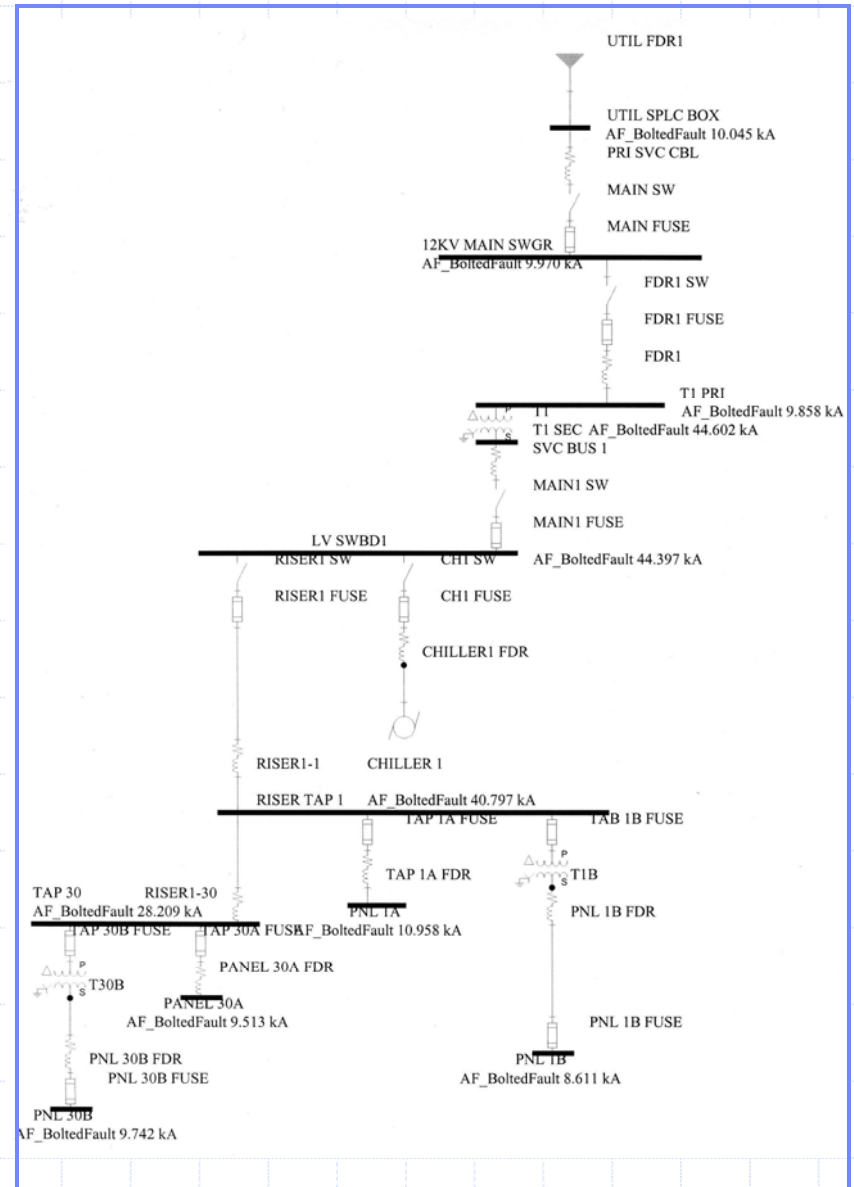 UTIL FDR1
UTIL SPLC BOX
AF_BoltedFault 10.045 kA
PRI SVC CBL
MAIN SW
MAIN FUSE
12KV MAIN SWGR
AF_BoltedFault 9.970 kA
FDR1 SW
FDR1 FUSE
FDR1
T1 PRI
AF_BoltedFault 9.858 kA
P
T1
T1 SEC AF_BoltedFault 44.602 kA
S
SVC BUS 1
MAIN1 SW
MAIN1 FUSE
LV SWBD1
AF_BoltedFault 44.397 kA
RISER1 SW
CH1 SW
RISER1 FUSE
CH1 FUSE
CHILLER1 FDR
RISER1-1
CHILLER 1
RISER TAP 1
AF_BoltedFault 40.797 kA
TAP 1A FUSE
TAB 1B FUSE
P
TAP 1A FDR
T1B
S
TAP 30
RISER1-30
AF_BoltedFault 28.209 kA
PNL 1A
PNL 1B FDR
TAP 30B FUSE
TAP 30A FUSE
AF_BoltedFault 10.958 kA
P
PANEL 30A FDR
T30B
S
PANEL 30A
AF_BoltedFault 9.513 kA
PNL 1B FUSE
PNL 30B FDR
PNL 1B
PNL 30B FUSE
AF_BoltedFault 8.611 kA
PNL 30B
AF_BoltedFault 9.742 kA